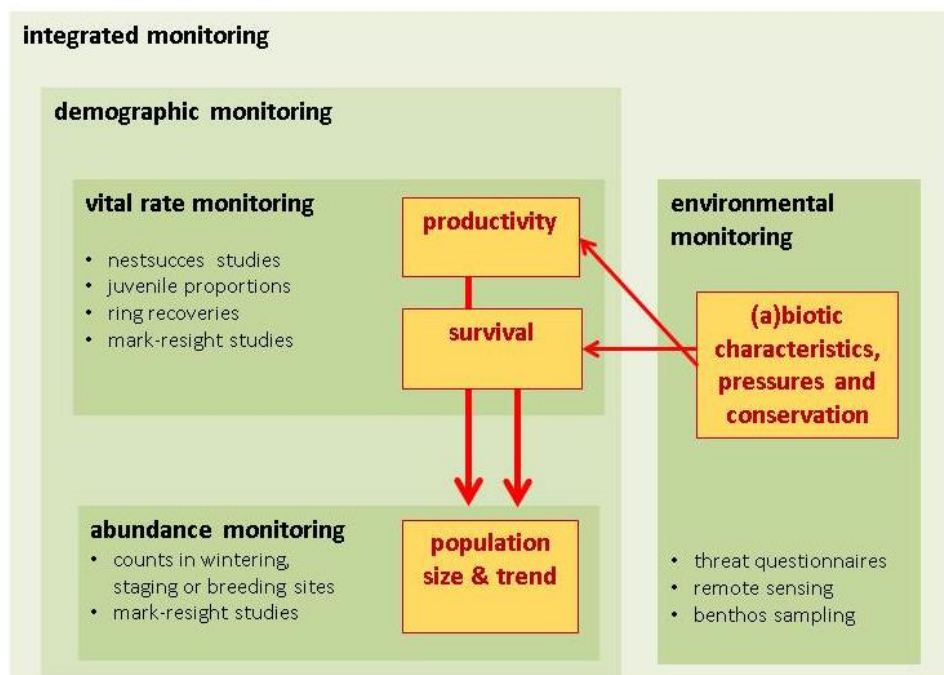 integrated monitoring
demographic monitoring
vital rate monitoring
• nestsucces studies
• juvenile proportions
• ring recoveries
• mark-resight studies
productivity
survival
environmental
monitoring
(a)biotic
characteristics,
pressures and
conservation
abundance monitoring
• counts in wintering,
staging or breeding sites
• mark-resight studies
population
size & trend
• threat questionnaires
• remote sensing
• benthos sampling